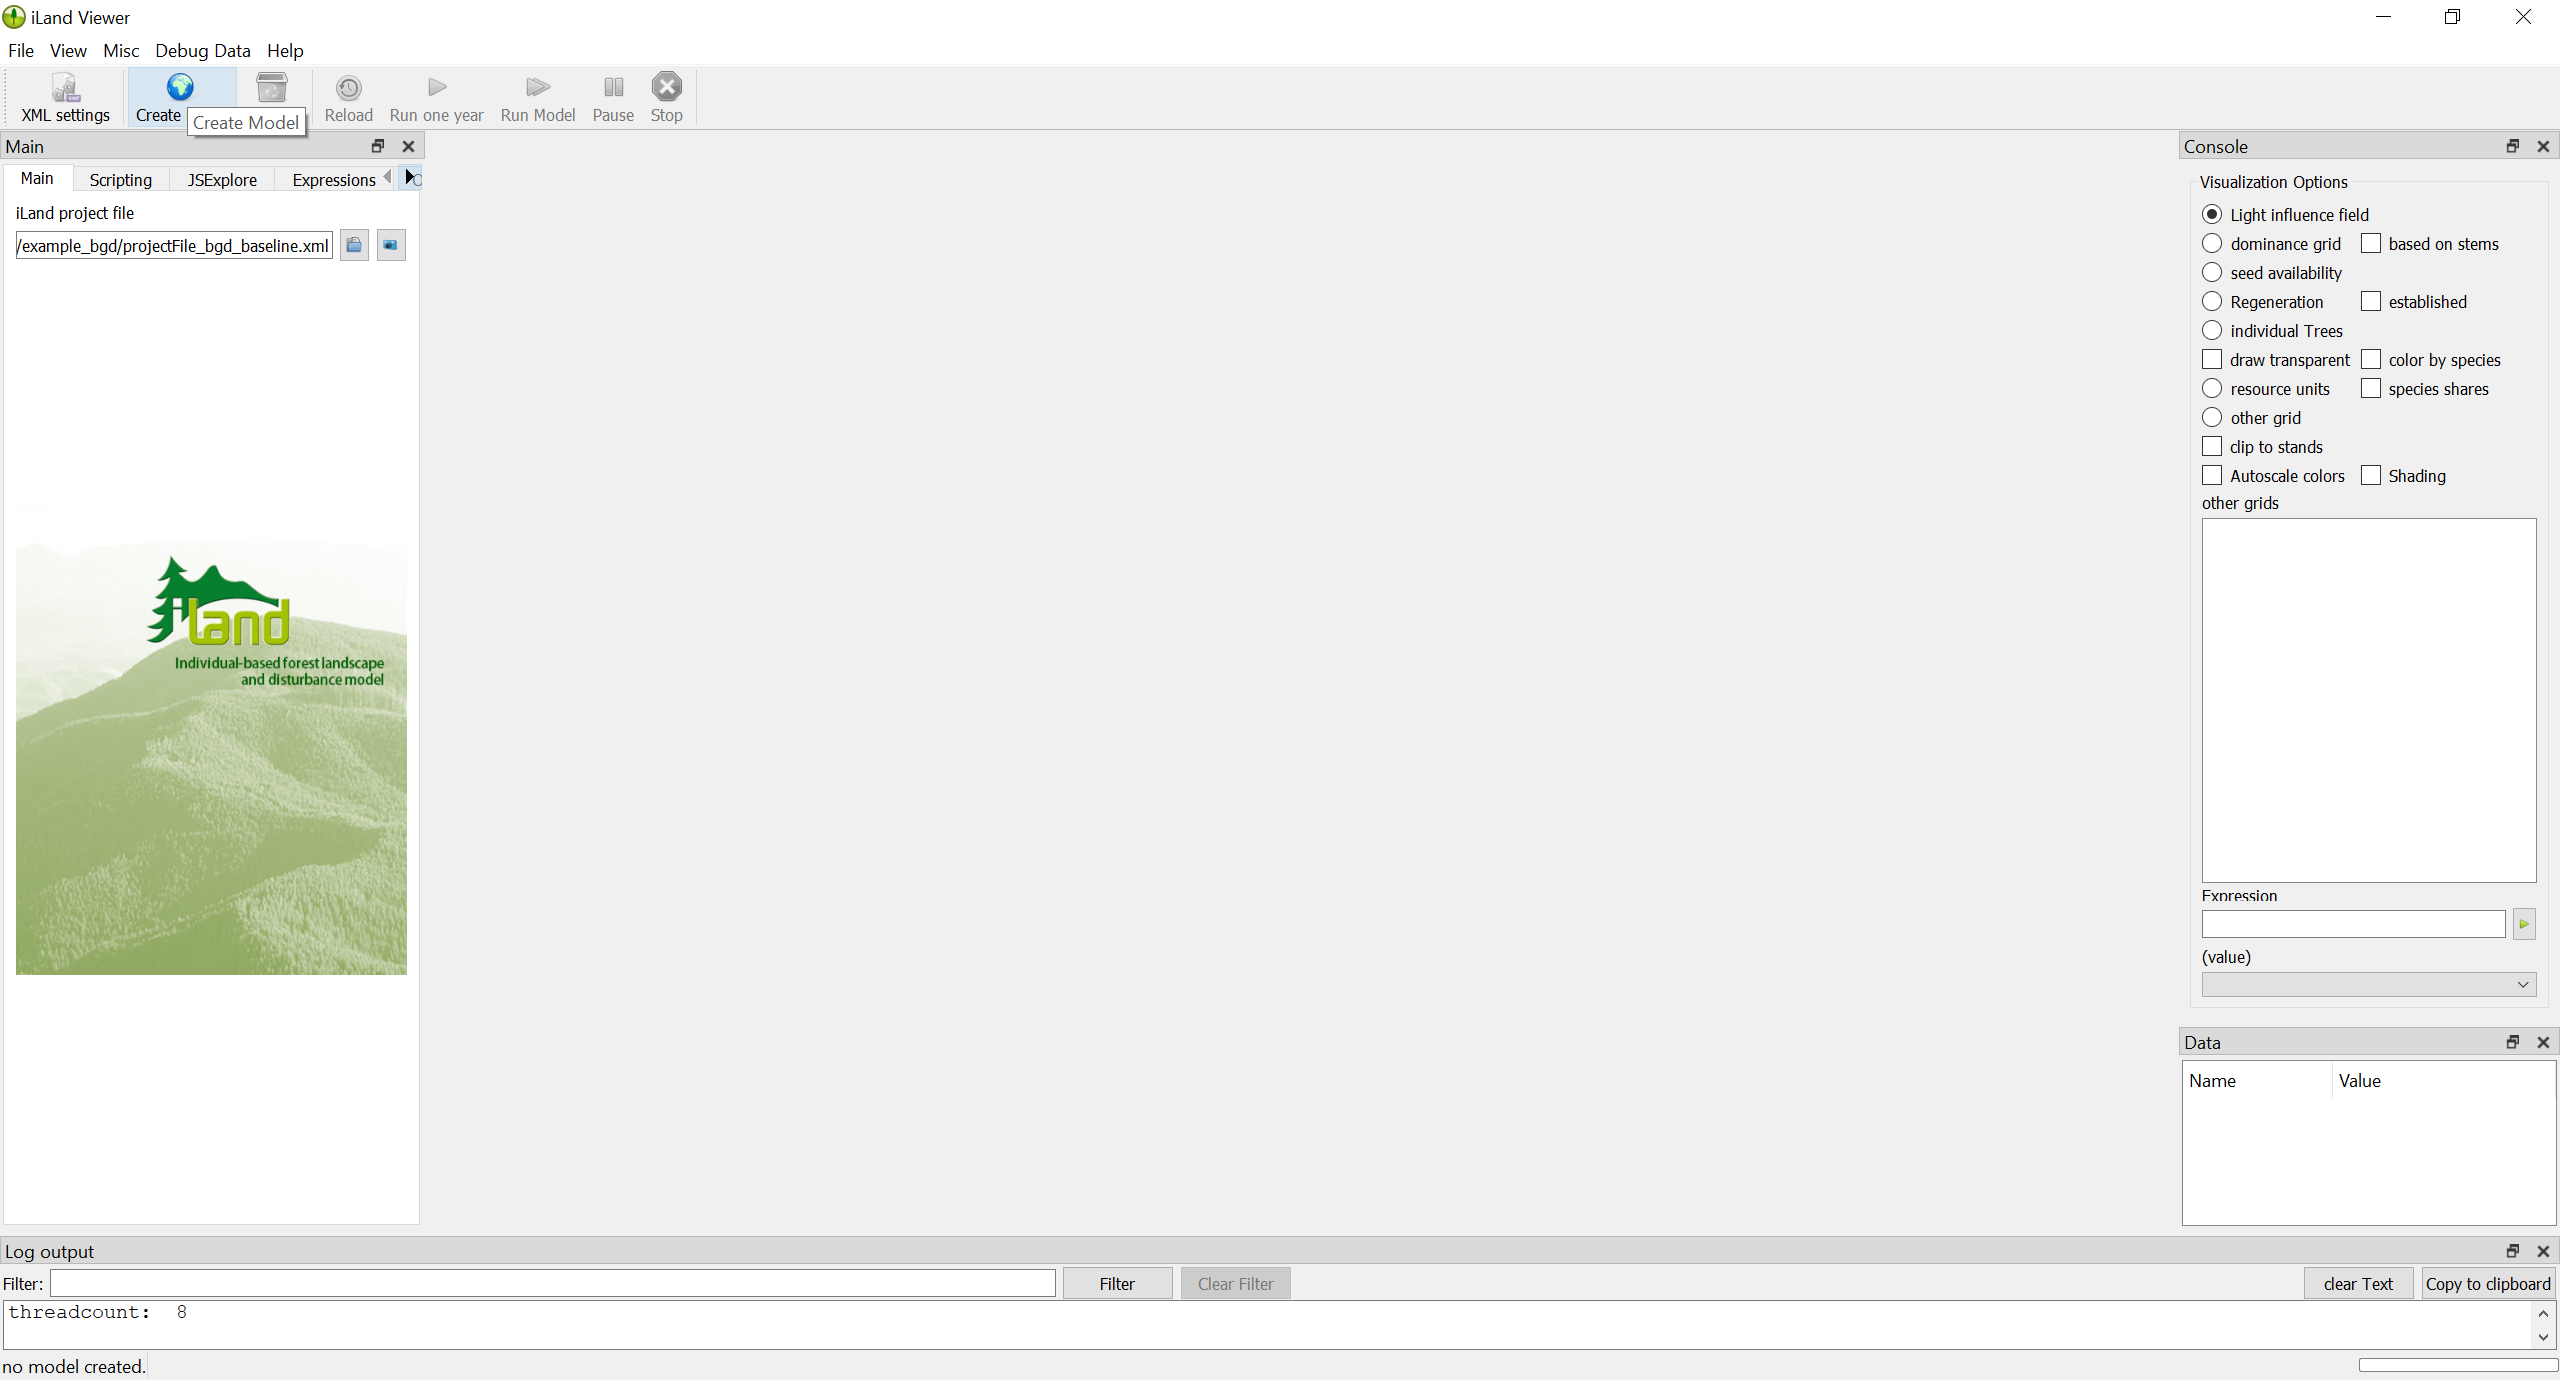 iLand Viewer
File View Misc Debug Data Help
XML settings Create Reload Run one year Run Model Pause Stop
Create Model
Main
Main Scripting JSExplore Expressions
iLand project file
/example_bgd/projectFile_bgd_baseline.xml
iLand
Individual-based forest landscape
and disturbance model
Console
Visualization Options
Light influence field
dominance grid based on stems
seed availability
Regeneration established
individual Trees
draw transparent color by species
resource units species shares
other grid
clip to stands
Autoscale colors Shading
other grids
Expression
(value)
Data
Name Value
Log output
Filter: Filter Clear Filter clear Text Copy to clipboard
threadcount: 8
no model created.